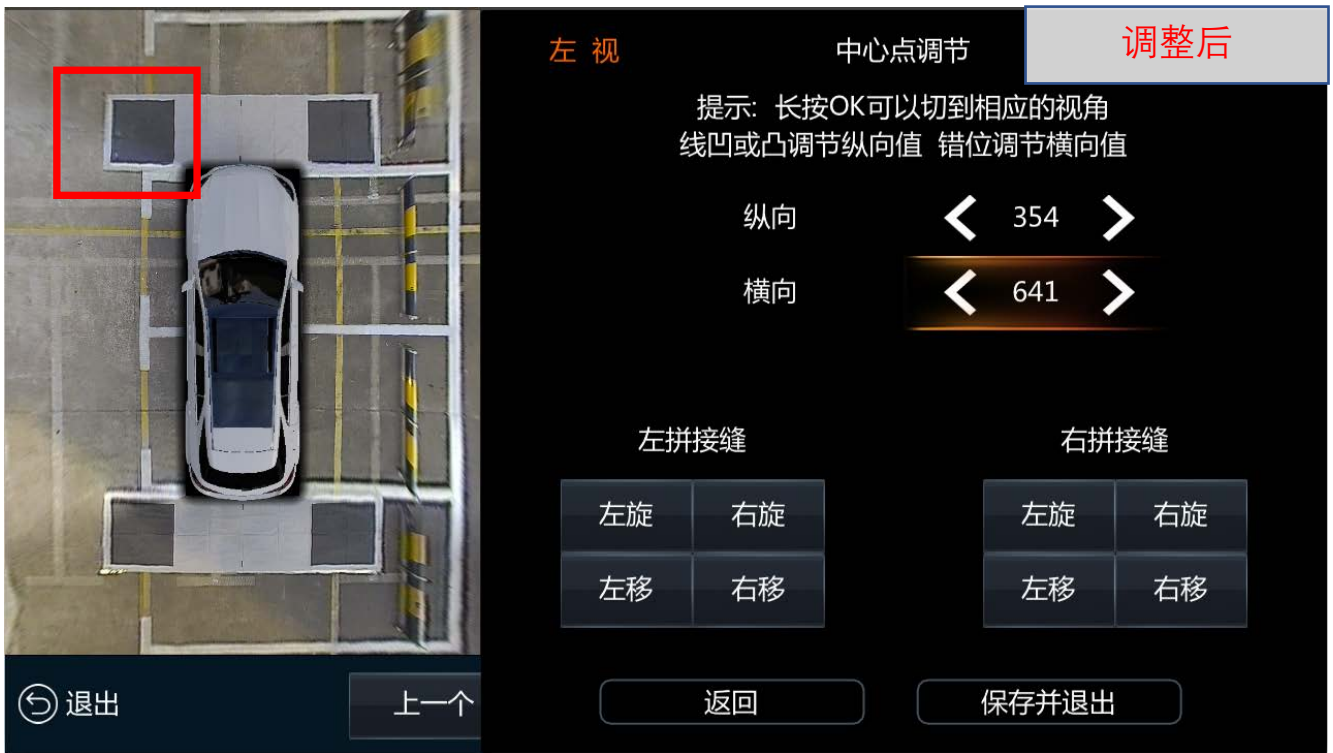 左 视
中心点调节
调整后
提示: 长按OK可以切到相应的视角
线凹或凸调节纵向值 错位调节横向值
纵向
354
横向
641
左拼接缝
右拼接缝
左旋
右旋
左旋
右旋
左移
右移
左移
右移
退出
上一个
返回
保存并退出